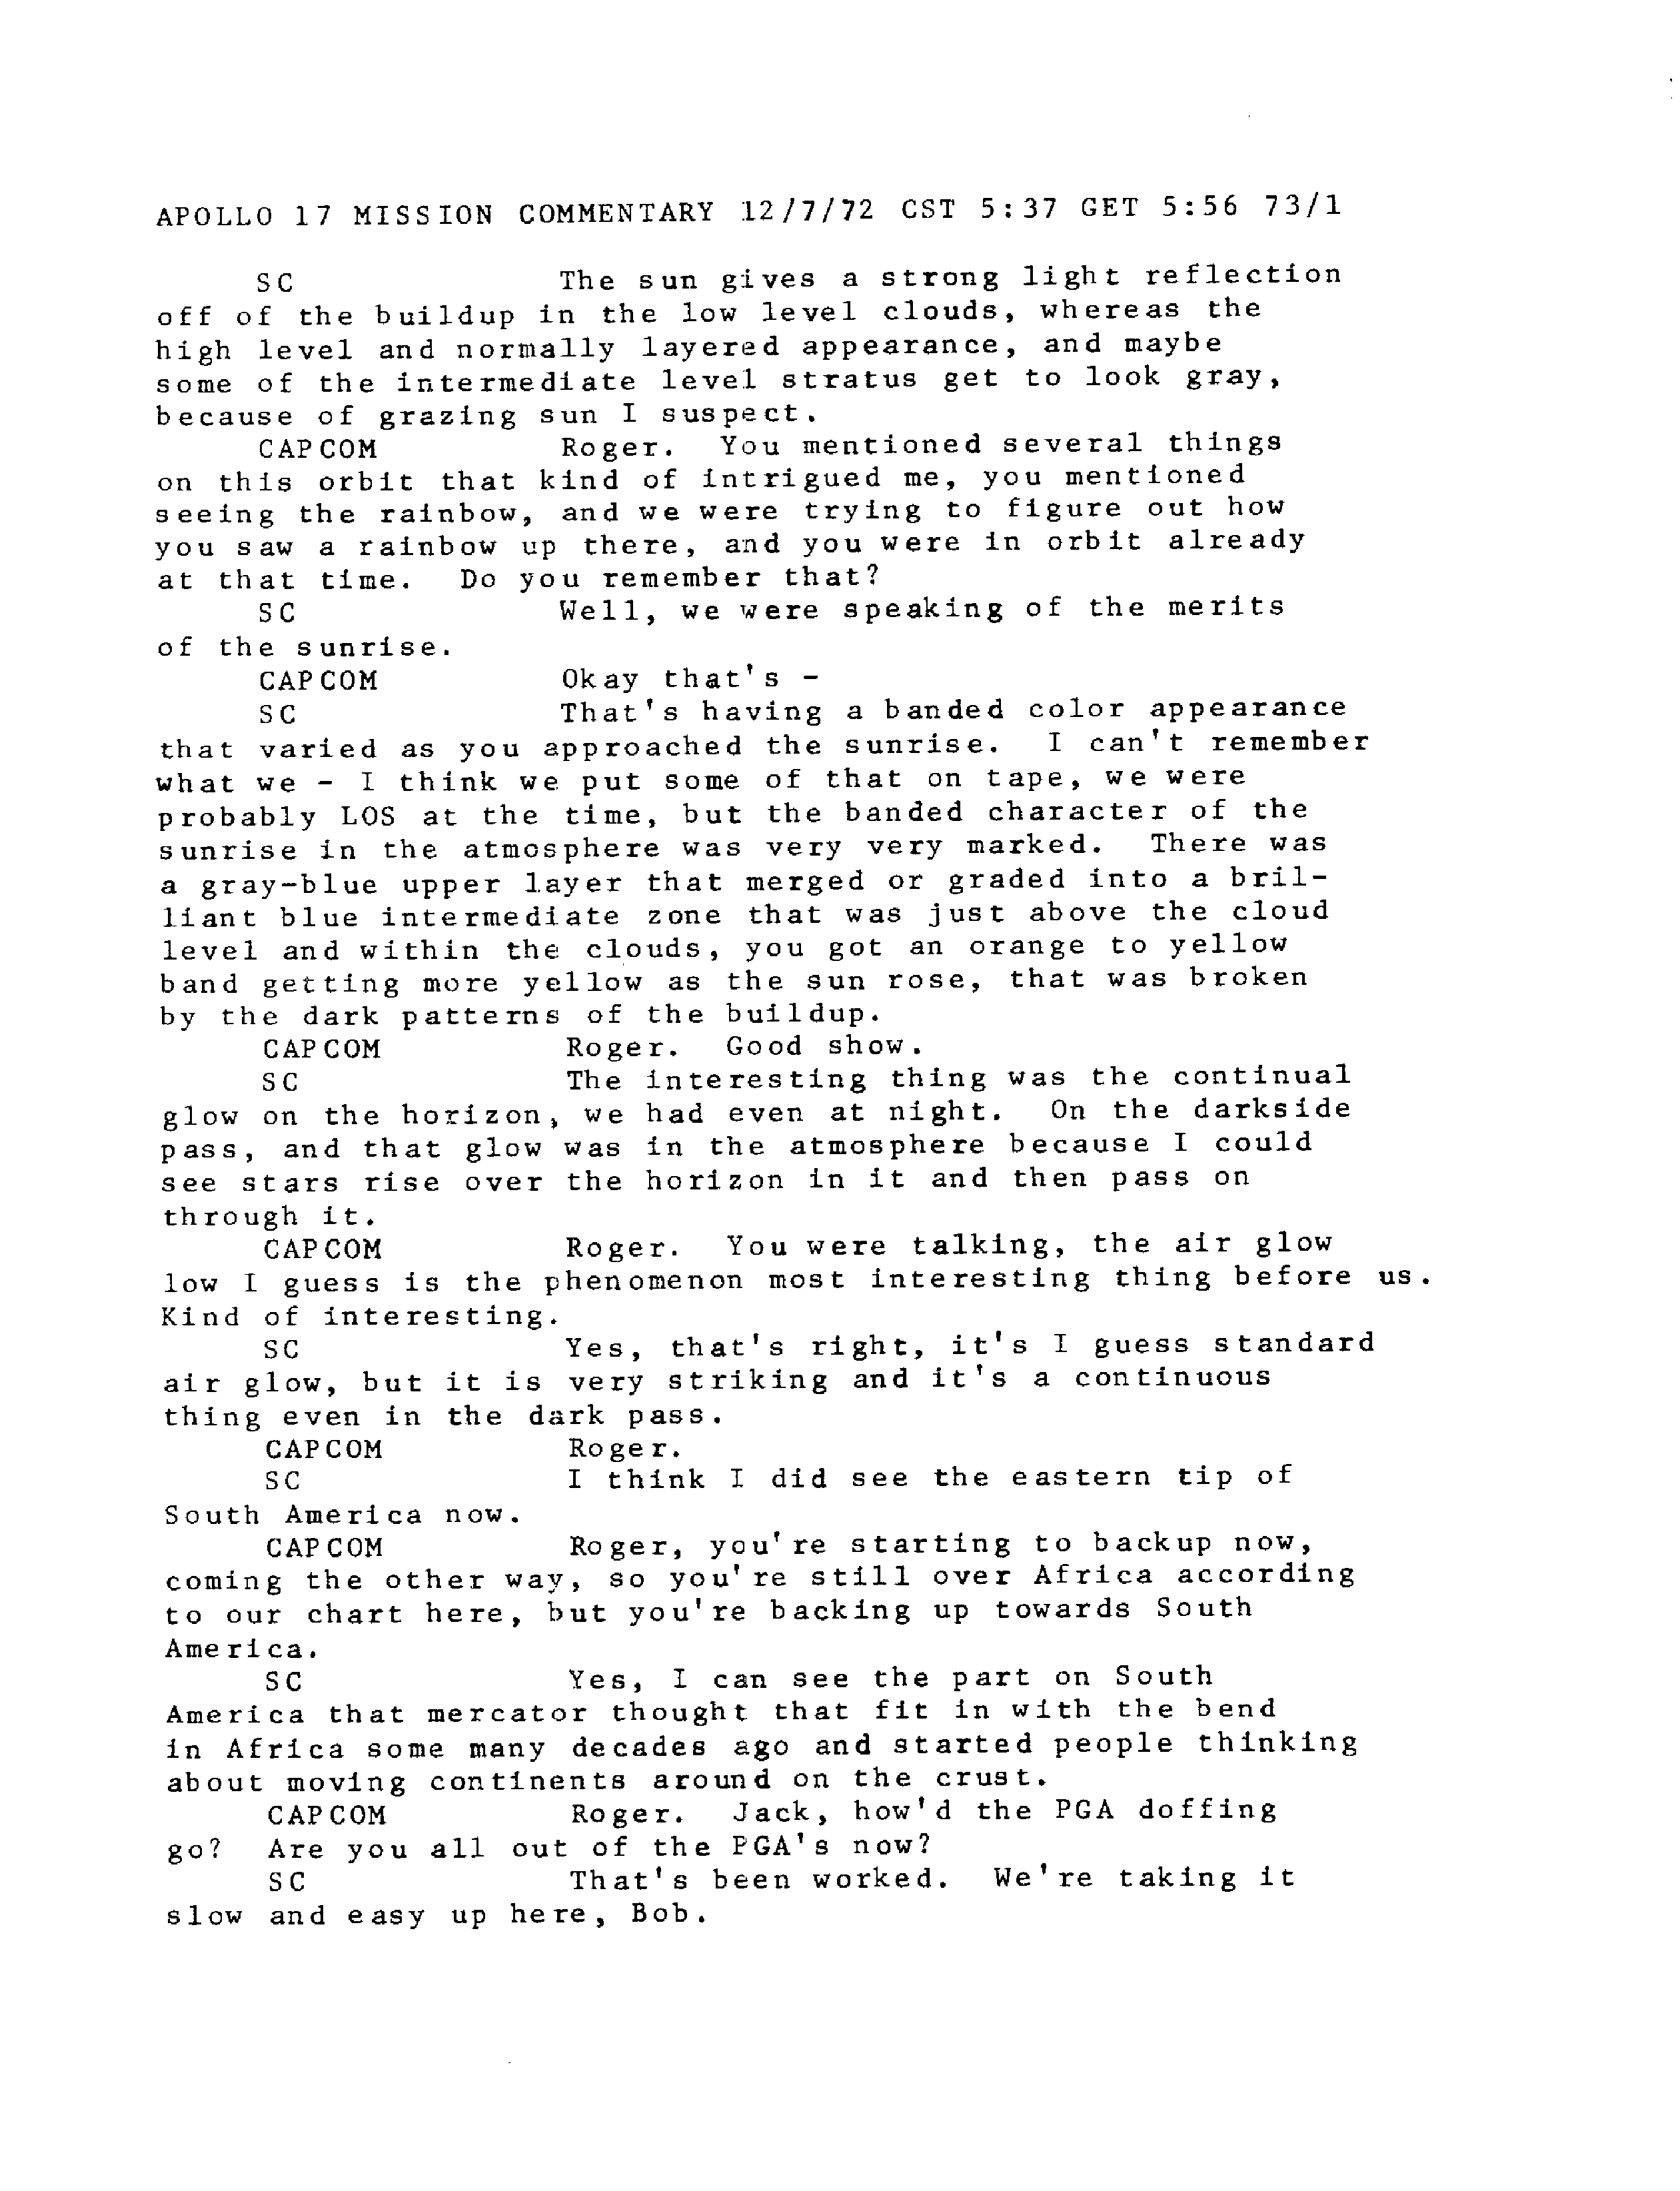 APOLLO 17 MISSION COMMENTARY 12/7/72 CST 5:37 GET 5:56 73/1
SC The sun gives a strong light reflection
off of the buildup in the low level clouds, whereas the
high level and normally layered appearance, and maybe
some of the intermediate level stratus get to look gray,
because of grazing sun I suspect.
CAPCOM Roger. You mentioned several things
on this orbit that kind of intrigued me, you mentioned
seeing the rainbow, and we were trying to figure out how
you saw a rainbow up there, and you were in orbit already
at that time. Do you remember that?
SC Well, we were speaking of the merits
of the sunrise.
CAPCOM Okay that's -
SC That's having a banded color appearance
that varied as you approached the sunrise. I can't remember
what we - I think we put some of that on tape, we were
probably LOS at the time, but the banded character of the
sunrise in the atmosphere was very very marked. There was
a gray-blue upper layer that merged or graded into a bril-
liant blue intermediate zone that was just above the cloud
level and within the clouds, you got an orange to yellow
band getting more yellow as the sun rose, that was broken
by the dark patterns of the buildup.
CAPCOM Roger. Good show.
SC The interesting thing was the continual
glow on the horizon, we had even at night. On the darkside
pass, and that glow was in the atmosphere because I could
see stars rise over the horizon in it and then pass on
through it.
CAPCOM Roger. You were talking, the air glow
low I guess is the phenomenon most interesting thing before us.
Kind of interesting.
SC Yes, that's right, it's I guess standard
air glow, but it is very striking and it's a continuous
thing even in the dark pass.
CAPCOM Roger.
SC I think I did see the eastern tip of
South America now.
CAPCOM Roger, you're starting to backup now,
coming the other way, so you're still over Africa according
to our chart here, but you're backing up towards South
America.
SC Yes, I can see the part on South
America that mercator thought that fit in with the bend
in Africa some many decades ago and started people thinking
about moving continents around on the crust.
CAPCOM Roger. Jack, how'd the PGA doffing
go? Are you all out of the PGA's now?
SC That's been worked. We're taking it
slow and easy up here, Bob.